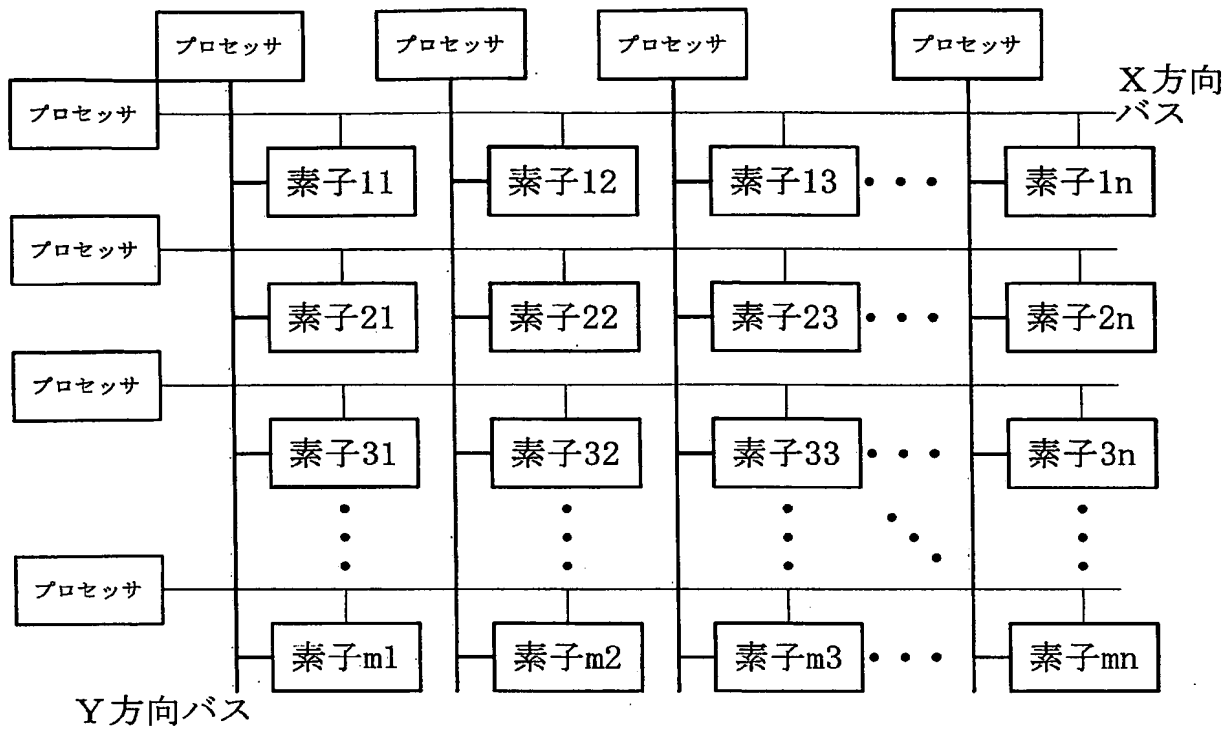 プロセッサ
プロセッサ
プロセッサ
プロセッサ
プロセッサ
X方向
バス
素子11
素子12
素子13
・・・
素子1n
プロセッサ
素子21
素子22
素子23
・・・
素子2n
プロセッサ
素子31
素子32
素子33
・・・
素子3n
プロセッサ
素子m1
素子m2
素子m3
・・・
素子mn
Y方向バス